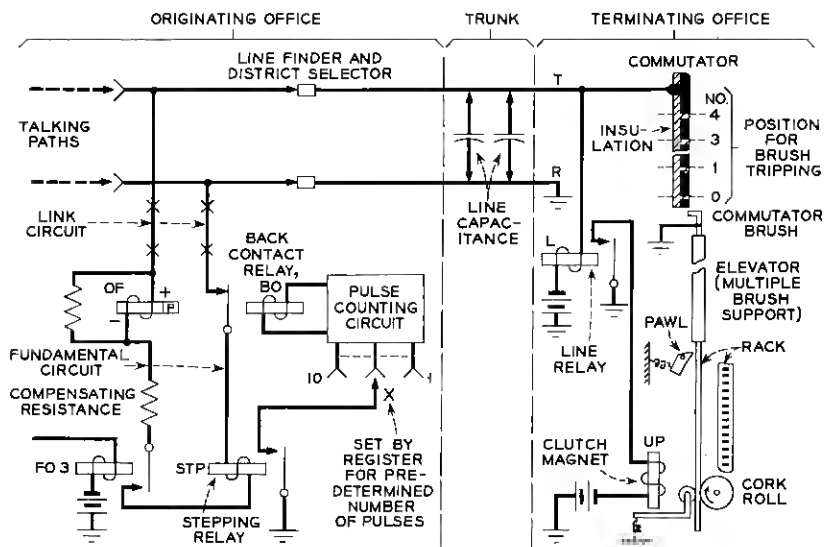 ORIGINATING OFFICE
TRUNK
TERMINATING OFFICE
LINE FINDER AND
DISTRICT SELECTOR
COMMUTATOR
T
NO.
4
3
1
0
INSU-
LATION
POSITION
FOR
BRUSH
TRIPPING
TALKING
PATHS
R
LINE
CAPAC-
ITANCE
COMMUTATOR
BRUSH
LINK
CIRCUIT
BACK
CONTACT
RELAY,
BO
PULSE
COUNTING
CIRCUIT
L
ELEVATOR
(MULTIPLE
BRUSH
SUPPORT)
OF
+
P
-
PAWL
RACK
LINE
RELAY
FUNDAMENTAL
CIRCUIT
10
1
COMPENSATING
RESISTANCE
X
SET BY
REGISTER
FOR PRE-
DETERMINED
NUMBER
OF PULSES
UP
CLUTCH
MAGNET
FO 3
STP
CORK
ROLL
STEPPING
RELAY